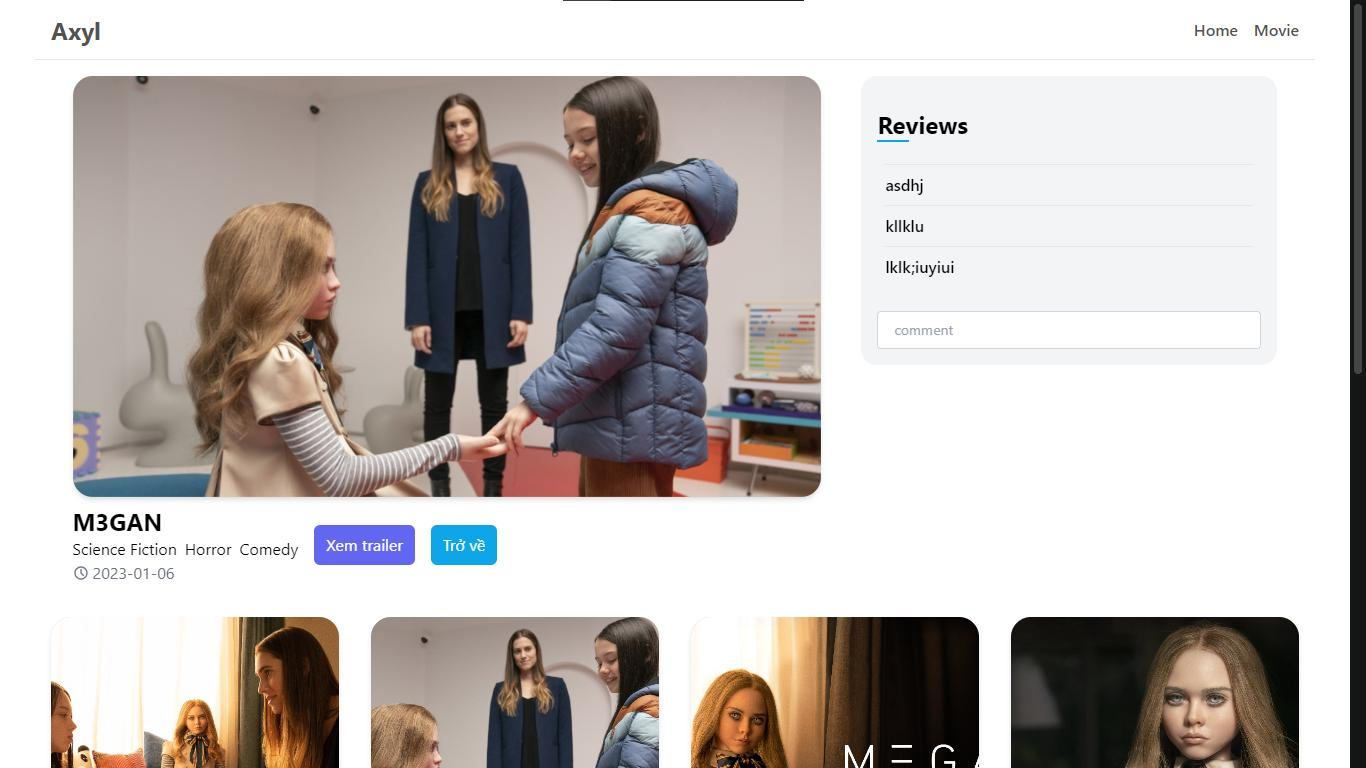 Axyl
Home Movie
Reviews
asdhj
kllklu
lklk;iuyiui
comment
M3GAN
Science Fiction Horror Comedy
Xem trailer
Trở về
2023-01-06